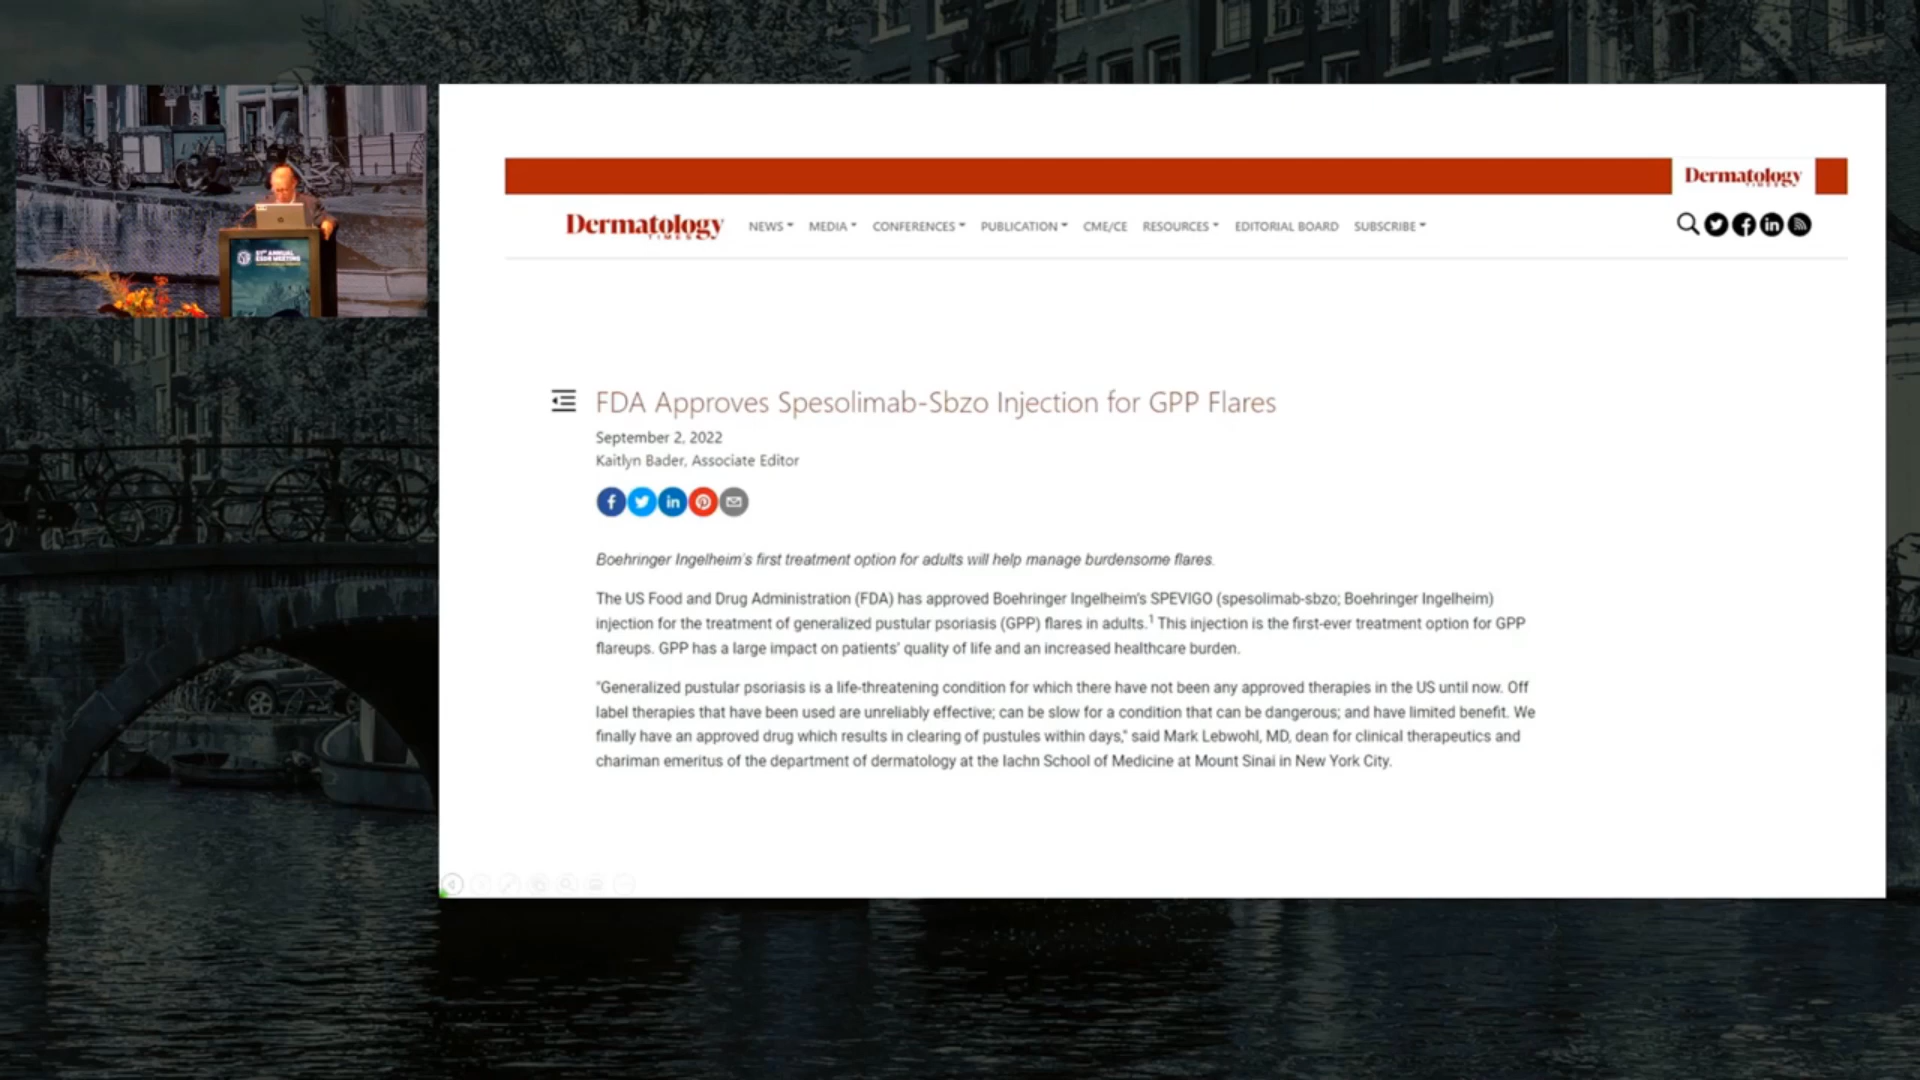 Dermatology
TIMES
Dermatology
TIMES
NEWS MEDIA CONFERENCES PUBLICATION CME/CE RESOURCES EDITORIAL BOARD SUBSCRIBE
ANNUAL
ESDR MEETING
FDA Approves Spesolimab-Sbzo Injection for GPP Flares
September 2, 2022
Kaitlyn Bader, Associate Editor
Boehringer Ingelheim's first treatment option for adults will help manage burdensome flares.
The US Food and Drug Administration (FDA) has approved Boehringer Ingelheim's SPEVIGO (spesolimab-sbzo; Boehringer Ingelheim)
injection for the treatment of generalized pustular psoriasis (GPP) flares in adults.¹ This injection is the first-ever treatment option for GPP
flareups. GPP has a large impact on patients' quality of life and an increased healthcare burden.
"Generalized pustular psoriasis is a life-threatening condition for which there have not been any approved therapies in the US until now. Off
label therapies that have been used are unreliably effective; can be slow for a condition that can be dangerous; and have limited benefit. We
finally have an approved drug which results in clearing of pustules within days," said Mark Lebwohl, MD, dean for clinical therapeutics and
chariman emeritus of the department of dermatology at the Iachn School of Medicine at Mount Sinai in New York City.